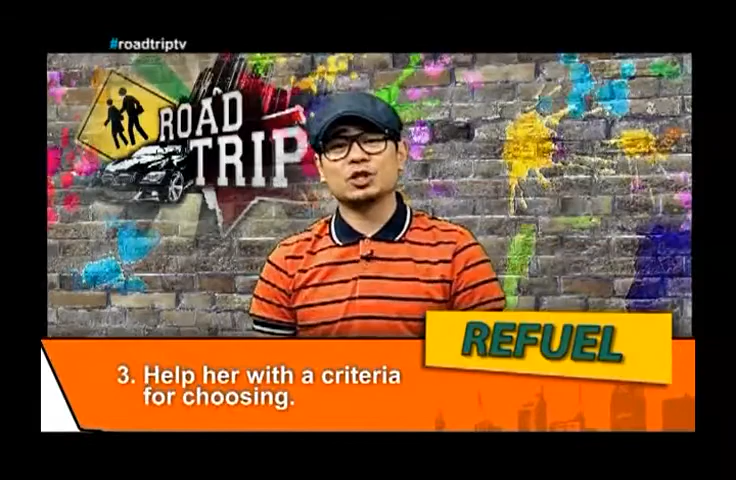 #roadtriptv
ROAD
TRIP
REFUEL
3. Help her with a criteria
for choosing.